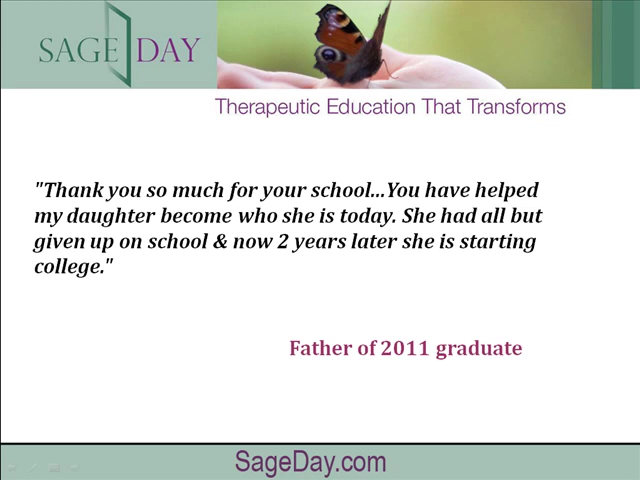 SAGE DAY
Therapeutic Education That Transforms
"Thank you so much for your school...You have helped
my daughter become who she is today. She had all but
given up on school & now 2 years later she is starting
college."
Father of 2011 graduate
SageDay.com